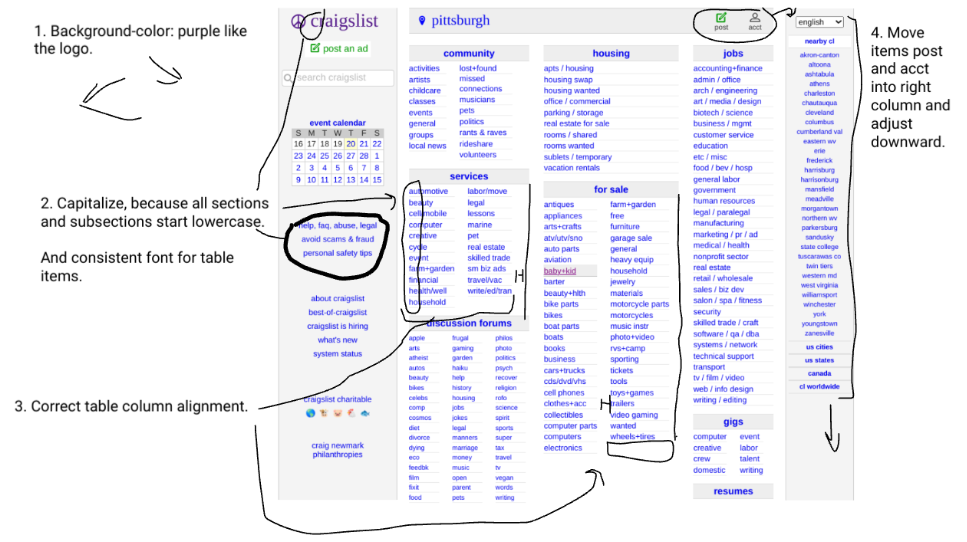 1. Background-color: purple like
the logo.
2. Capitalize, because all sections
and subsections start lowercase.
And consistent font for table
items.
3. Correct table column alignment.
craigslist
post an ad
search craigslist
event calendar
S M T W T F S
16 17 18 19 20 21 22
23 24 25 26 27 28 1
2 3 4 5 6 7 8
9 10 11 12 13 14 15
help, faq, abuse, legal
avoid scams & fraud
personal safety tips
about craigslist
best-of-craigslist
craigslist is hiring
what's new
system status
craigslist charitable
craig newmark
philanthropies
pittsburgh
post acct
community
activities lost+found
artists missed
childcare connections
classes musicians
events pets
general politics
groups rants & raves
local news rideshare
volunteers
services
automotive labor/move
beauty legal
cell/mobile lessons
computer marine
creative pet
cycle real estate
event skilled trade
farm+garden sm biz ads
financial travel/vac
health/well write/ed/tran
household
discussion forums
apple frugal philos
arts gaming photo
atheist garden politics
autos haiku psych
beauty help recover
bikes history religion
celebs housing rofo
comp jobs science
cosmos jokes spirit
diet legal sports
divorce manners super
dying marriage tax
eco money travel
feedbk music tv
film open vegan
fixit parent words
food pets writing
housing
apts / housing
housing swap
housing wanted
office / commercial
parking / storage
real estate for sale
rooms / shared
rooms wanted
sublets / temporary
vacation rentals
for sale
antiques farm+garden
appliances free
arts+crafts furniture
atv/utv/sno garage sale
auto parts general
aviation heavy equip
baby+kid household
barter jewelry
beauty+hlth materials
bike parts motorcycle parts
bikes motorcycles
boat parts music instr
boats photo+video
books rvs+camp
business sporting
cars+trucks tickets
cds/dvd/vhs tools
cell phones toys+games
clothes+acc trailers
collectibles video gaming
computer parts wanted
computers wheels+tires
electronics
jobs
accounting+finance
admin / office
arch / engineering
art / media / design
biotech / science
business / mgmt
customer service
education
etc / misc
food / bev / hosp
general labor
government
human resources
legal / paralegal
manufacturing
marketing / pr / ad
medical / health
nonprofit sector
real estate
retail / wholesale
sales / biz dev
salon / spa / fitness
security
skilled trade / craft
software / qa / dba
systems / network
technical support
transport
tv / film / video
web / info design
writing / editing
gigs
computer event
creative labor
crew talent
domestic writing
resumes
english
nearby cl
akron-canton
altoona
ashtabula
athens
charleston
chautauqua
cleveland
columbus
cumberland val
eastern wv
erie
frederick
harrisburg
harrisonburg
mansfield
meadville
morgantown
northern wv
parkersburg
sandusky
state college
tuscarawas co
twin tiers
western md
west virginia
williamsport
winchester
york
youngstown
zanesville
us cities
us states
canada
cl worldwide
4. Move
items post
and acct
into right
column and
adjust
downward.